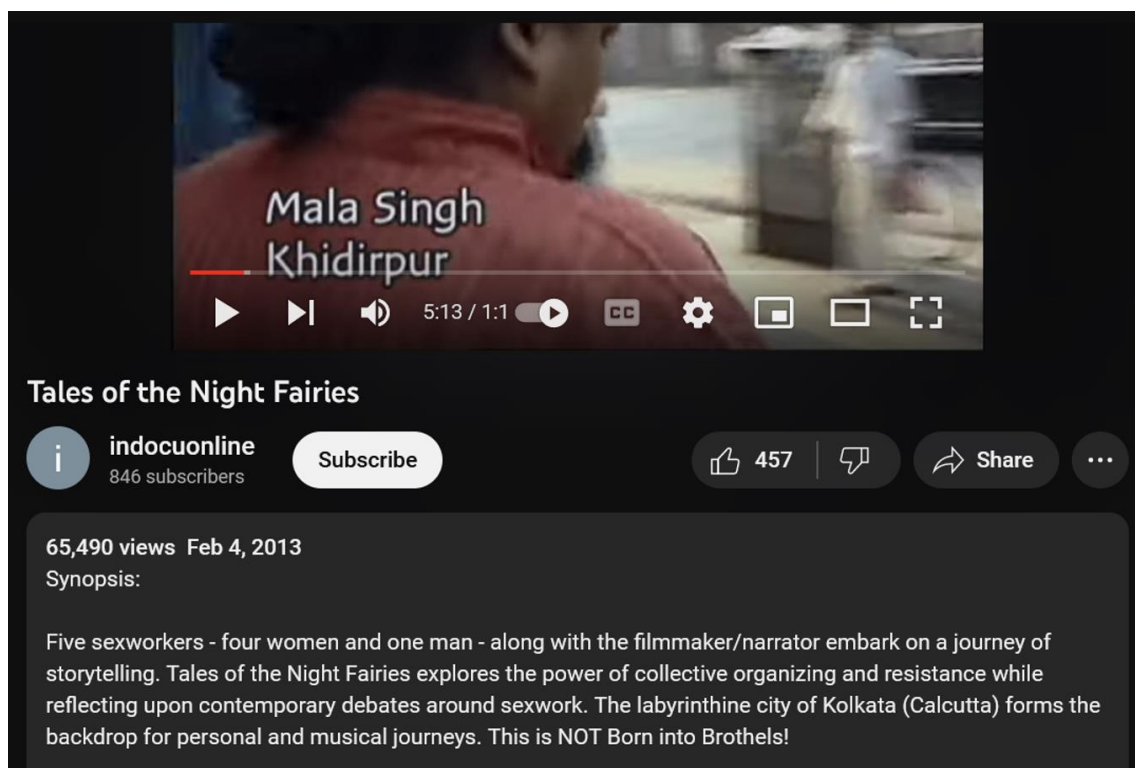 Mala Singh
Khidirpur
5:13 / 1:1
CC
Tales of the Night Fairies
i
indocuonline
846 subscribers
Subscribe
457
Share
65,490 views Feb 4, 2013
Synopsis:
Five sexworkers - four women and one man - along with the filmmaker/narrator embark on a journey of
storytelling. Tales of the Night Fairies explores the power of collective organizing and resistance while
reflecting upon contemporary debates around sexwork. The labyrinthine city of Kolkata (Calcutta) forms the
backdrop for personal and musical journeys. This is NOT Born into Brothels!